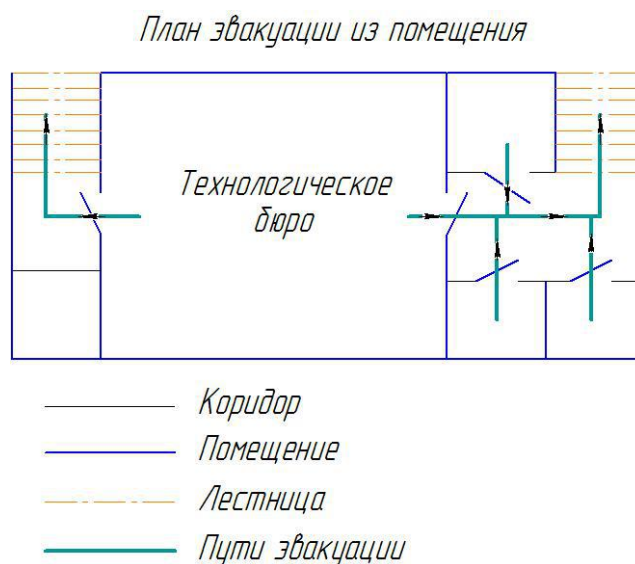 План эвакуации из помещения
Технологическое
бюро
Коридор
Помещение
Лестница
Пути эвакуации